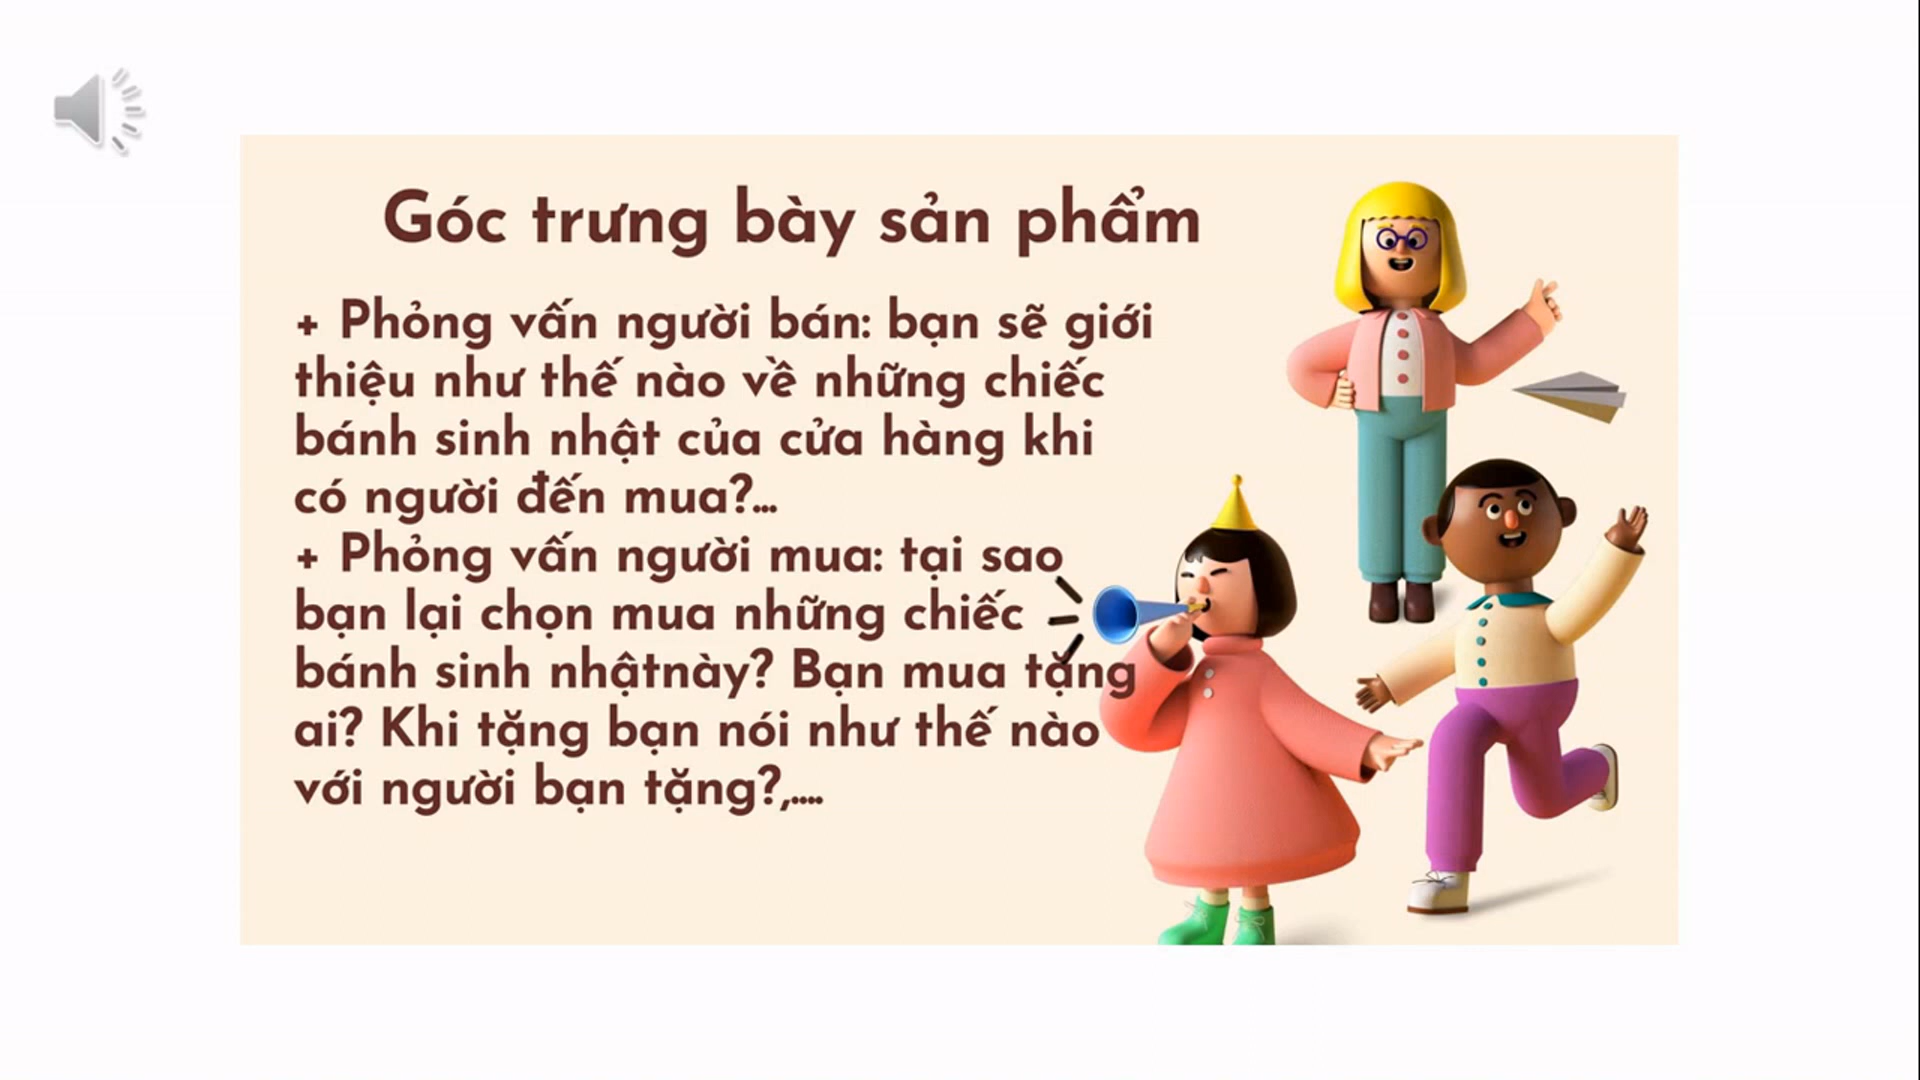 Góc trưng bày sản phẩm
+ Phỏng vấn người bán: bạn sẽ giới
thiệu như thế nào về những chiếc
bánh sinh nhật của cửa hàng khi
có người đến mua?...
+ Phỏng vấn người mua: tại sao
bạn lại chọn mua những chiếc
bánh sinh nhậtnày? Bạn mua tặng
ai? Khi tặng bạn nói như thế nào
với người bạn tặng?,....